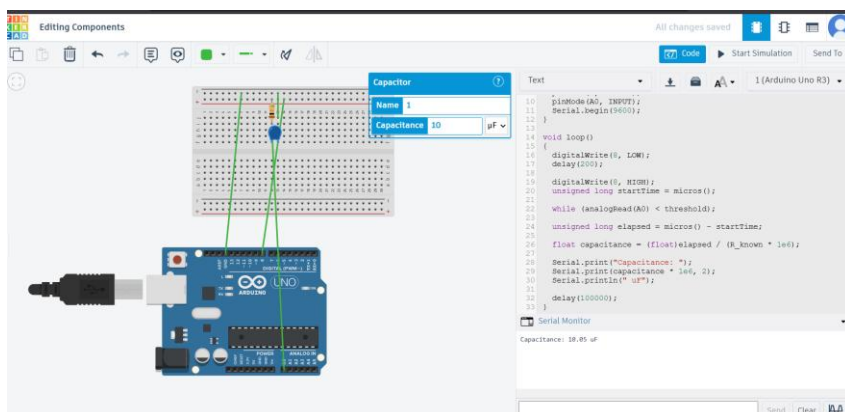 TIN
KER
CAD
Editing Components
All changes saved
Code
Start Simulation
Send To
Capacitor
Name 1
Capacitance 10 µF
Text
1 (Arduino Uno R3)
10 pinMode(A0, INPUT);
11 Serial.begin(9600);
12 }
13
14 void loop()
15 {
16 digitalWrite(8, LOW);
17 delay(200);
18
19 digitalWrite(8, HIGH);
20 unsigned long startTime = micros();
21
22 while (analogRead(A0) < threshold);
23
24 unsigned long elapsed = micros() - startTime;
25
26 float capacitance = (float)elapsed / (R_known * 1e6);
27
28 Serial.print("Capacitance: ");
29 Serial.print(capacitance * 1e6, 2);
30 Serial.println(" uF");
31
32 delay(100000);
33 }
Serial Monitor
Capacitance: 10.05 uF
Send
Clear
DIGITAL (PWM~)
UNO
ARDUINO
POWER
ANALOG IN